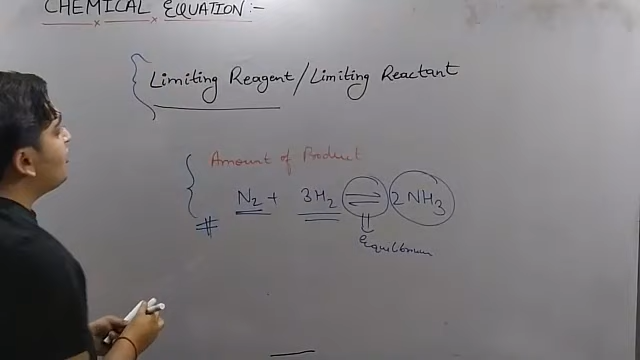 CHEMICAL EQUATION:-
Limiting Reagent / Limiting Reactant
Amount of Product
# N₂ + 3H₂ ⇌ 2NH₃
Equilibrium